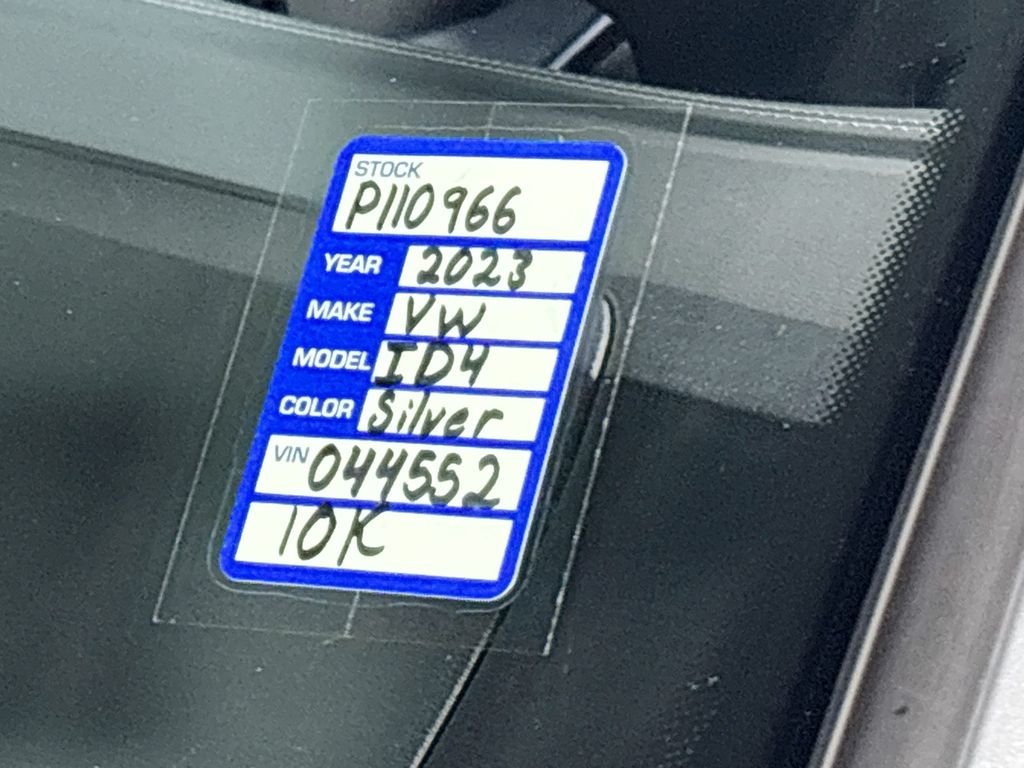 STOCK
P110966
YEAR 2023
MAKE VW
MODEL ID4
COLOR Silver
VIN 044552
10K